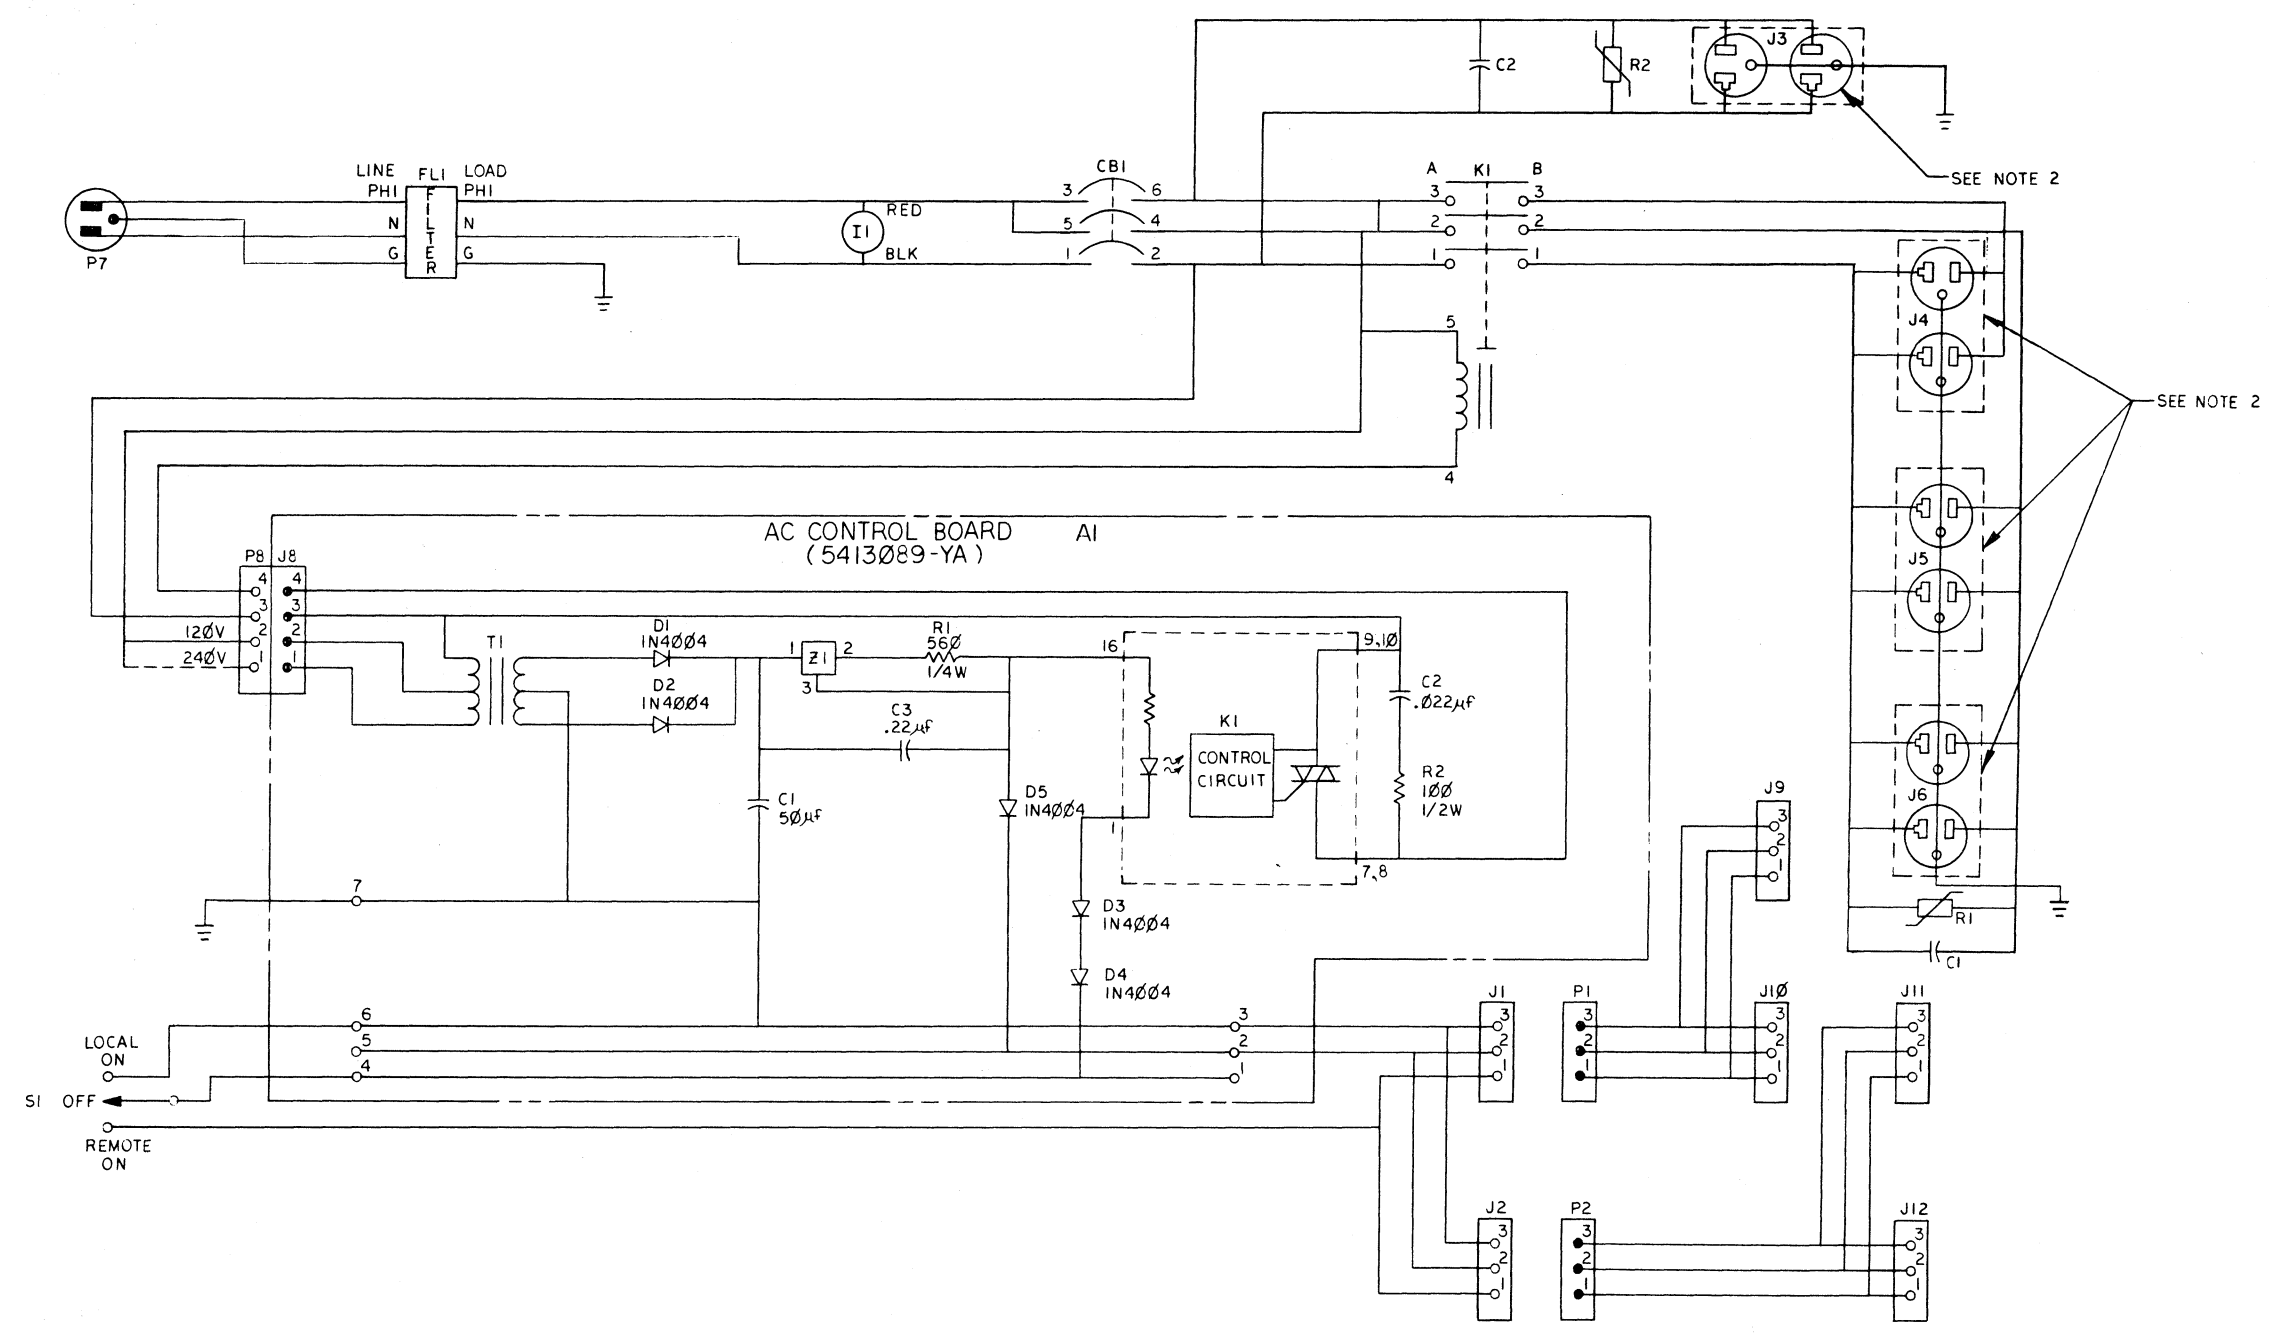 J3
C2
R2
SEE NOTE 2
LINE
PH1
FL1
LOAD
PH1
FILTER
N
N
G
G
P7
RED
I1
BLK
CB1
3
6
5
4
1
2
A
K1
B
3
3
2
2
1
1
5
4
J4
J5
J6
SEE NOTE 2
AC CONTROL BOARD A1
(5413Ø89-YA)
P8 J8
4 4
3 3
12ØV 2 2
24ØV 1 1
T1
D1
1N4ØØ4
D2
1N4ØØ4
1
Z1
2
3
R1
56Ø
1/4W
C3
.22µf
16
9,1Ø
K1
CONTROL
CIRCUIT
C2
.Ø22µf
R2
1ØØ
1/2W
7,8
1
C1
5Øµf
D5
1N4ØØ4
D3
1N4ØØ4
D4
1N4ØØ4
7
R1
C1
J9
3
2
1
LOCAL
ON
S1 OFF
REMOTE
ON
6
5
4
3
2
1
J1
3
2
1
P1
3
2
1
J1Ø
3
2
1
J11
3
2
1
J2
3
2
1
P2
3
2
1
J12
3
2
1